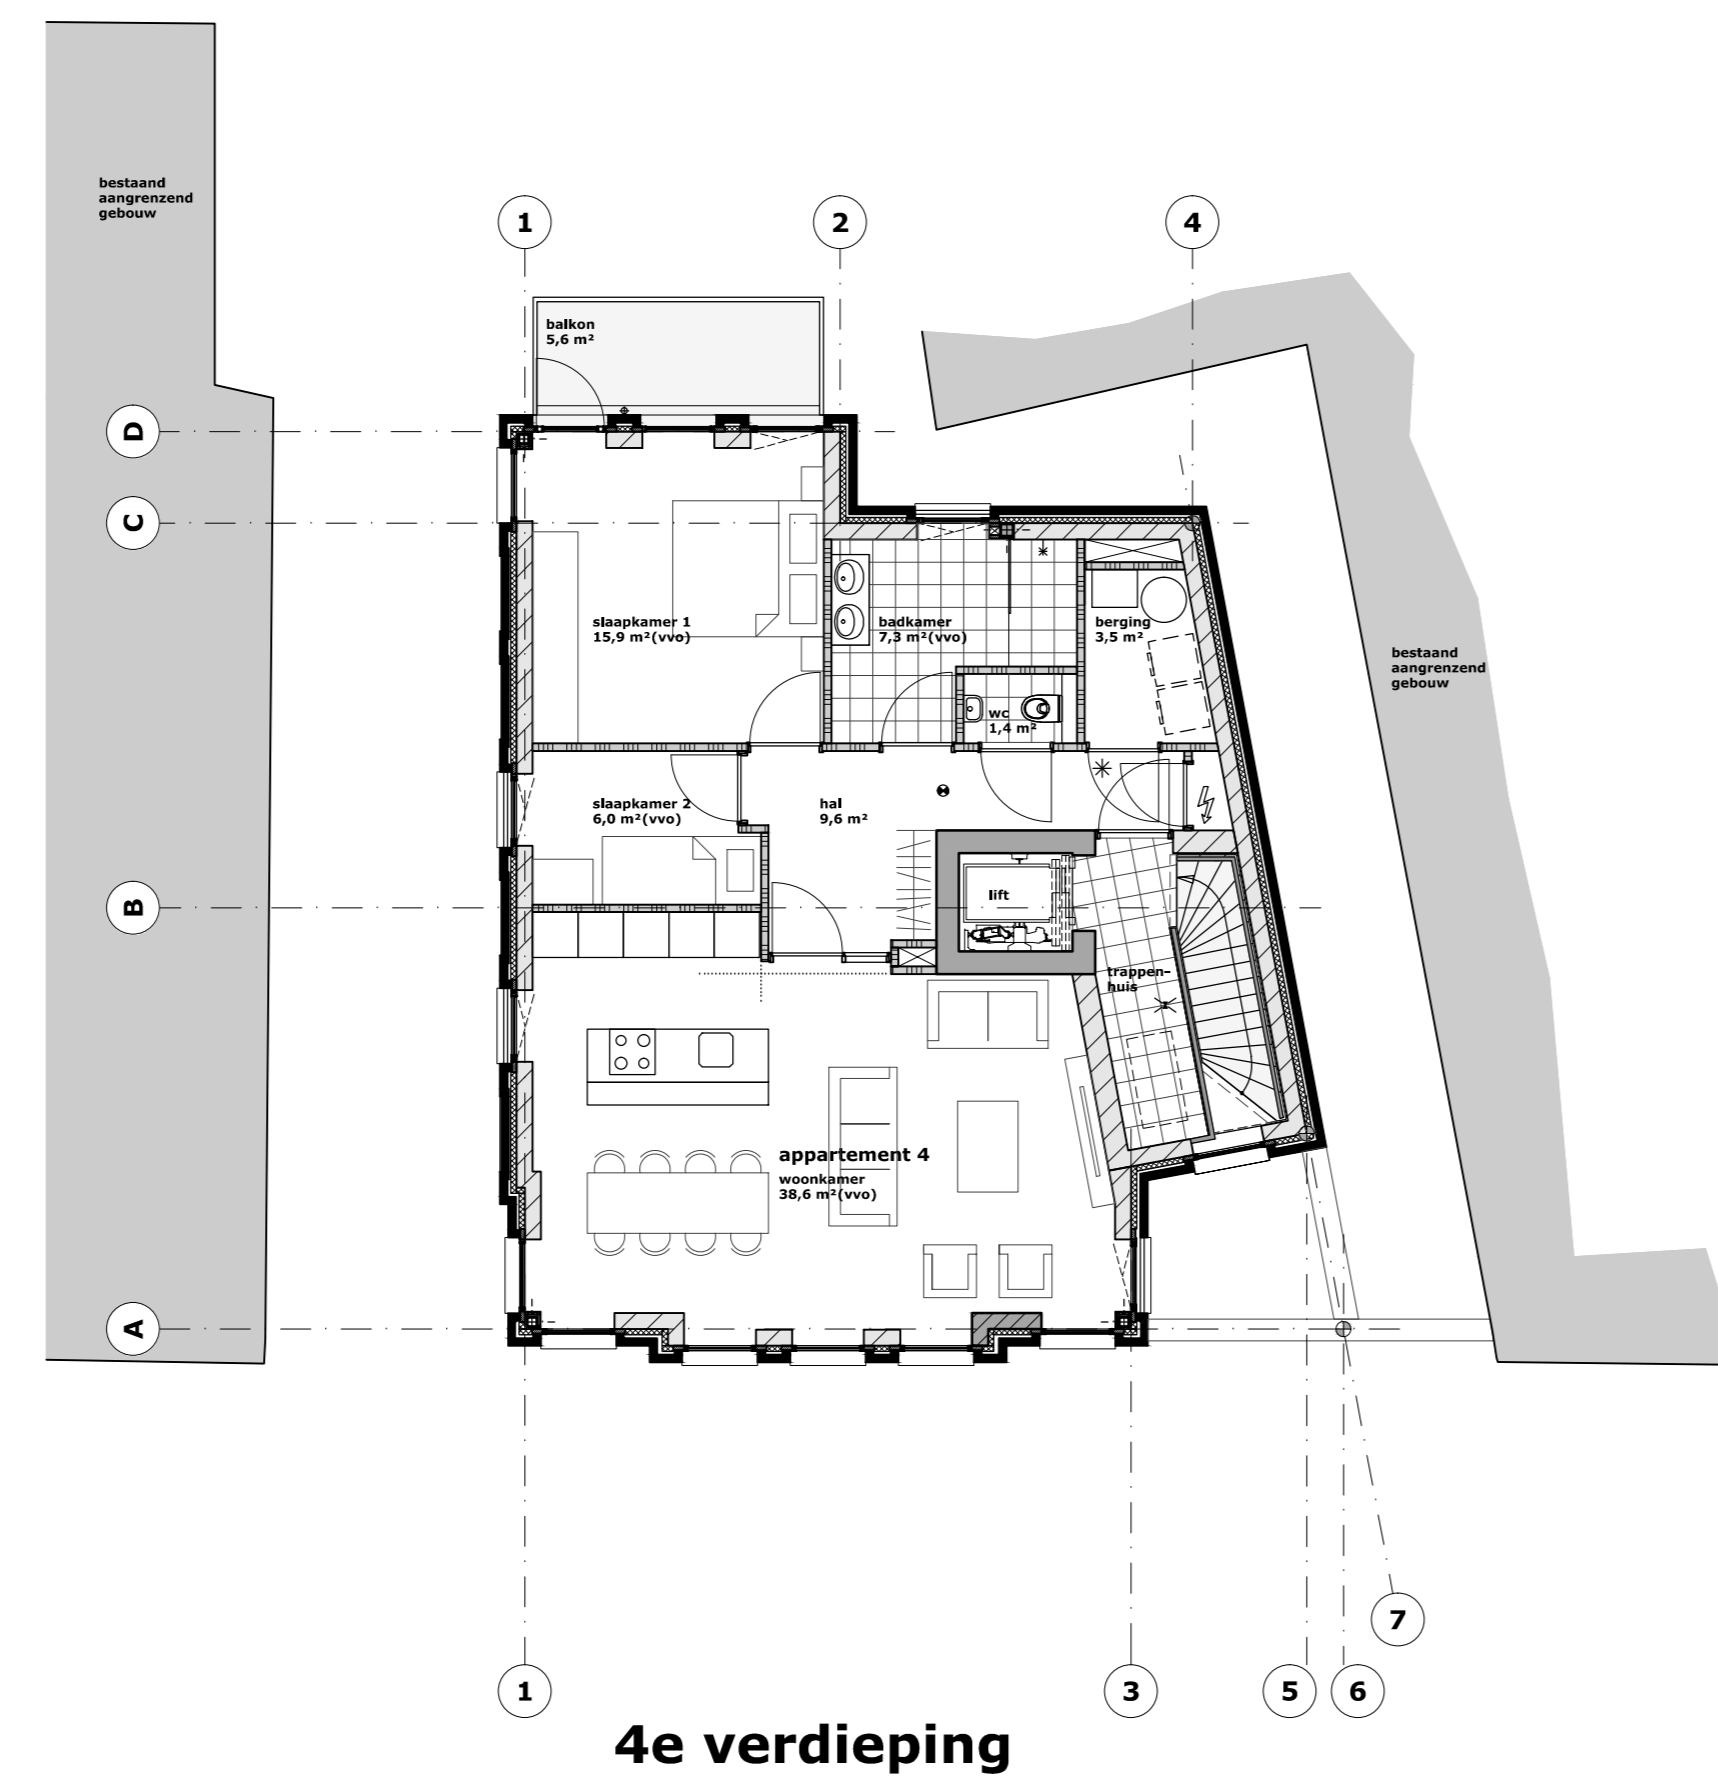 bestaand
aangrenzend
gebouw
1
2
4
balkon
5,6 m²
D
C
slaapkamer 1
15,9 m²(vvo)
badkamer
7,3 m²(vvo)
berging
3,5 m²
bestaand
aangrenzend
gebouw
wc
1,4 m²
slaapkamer 2
6,0 m²(vvo)
hal
9,6 m²
lift
B
trappen-
huis
appartement 4
woonkamer
38,6 m²(vvo)
A
7
1
3
5
6
4e verdieping